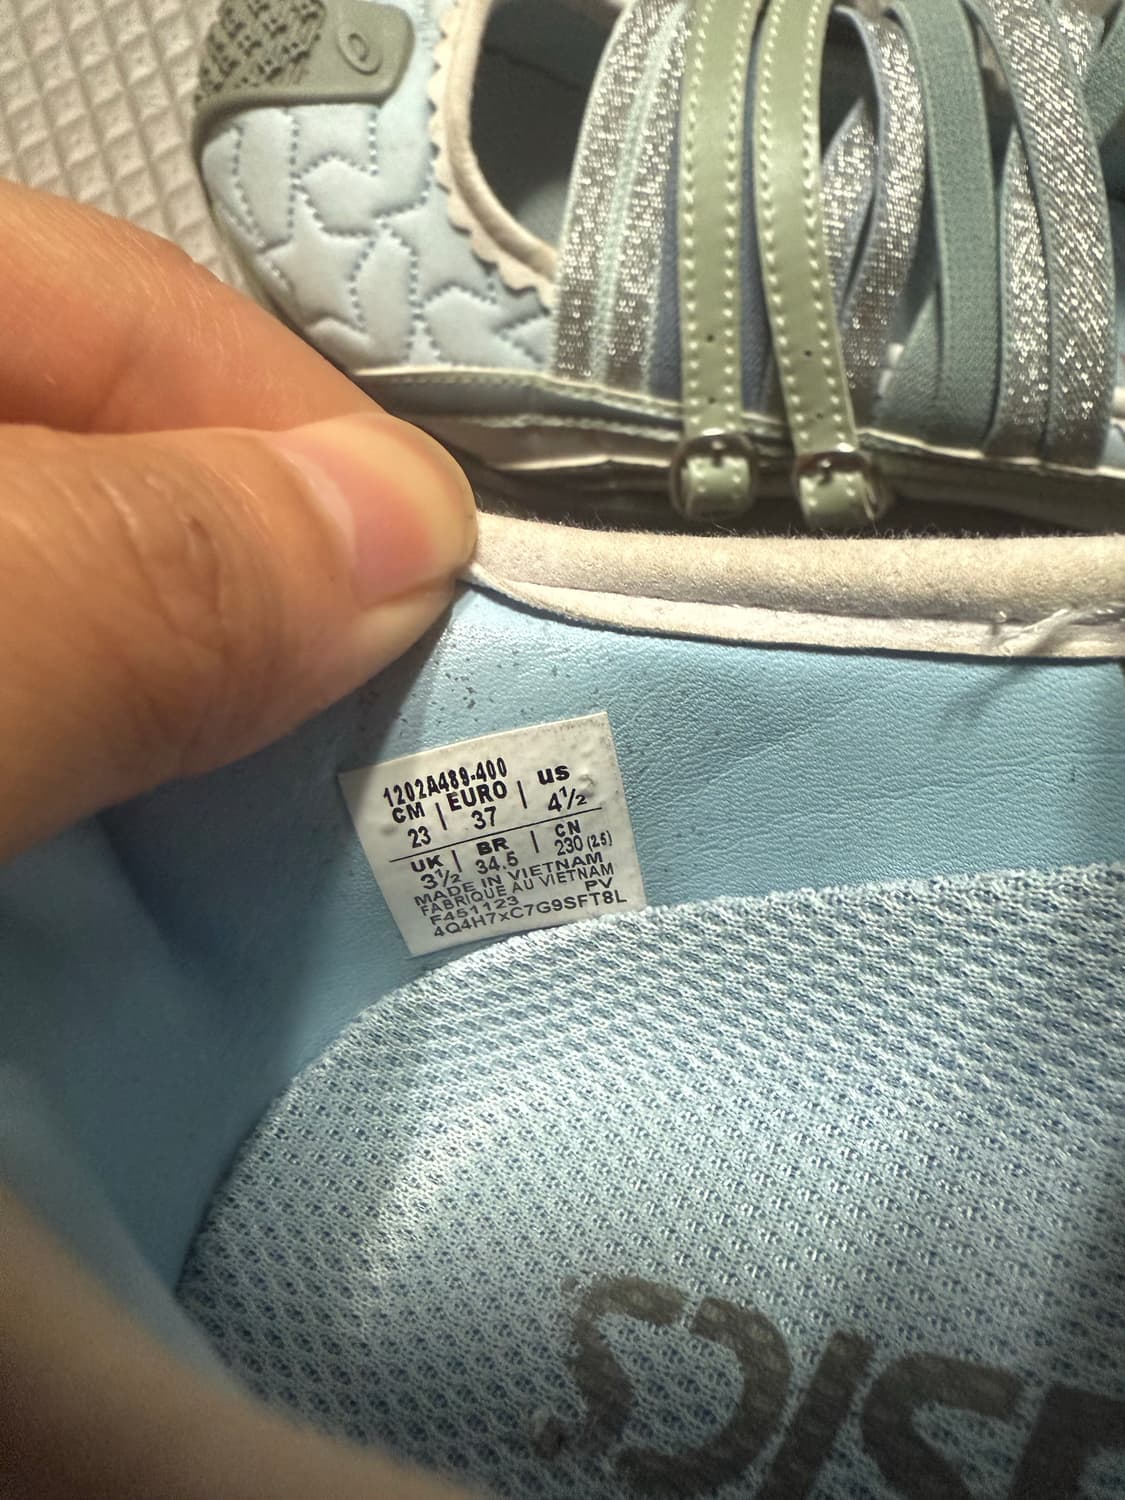 1202A489-400
CM | EURO | US
23 | 37 | 4½
UK | BR | CN
3½ 34.5 | 230 (2.5)
MADE IN VIETNAM
FABRIQUE AU VIETNAM
F451123 PV
4Q4H7xC7G9SFT8L